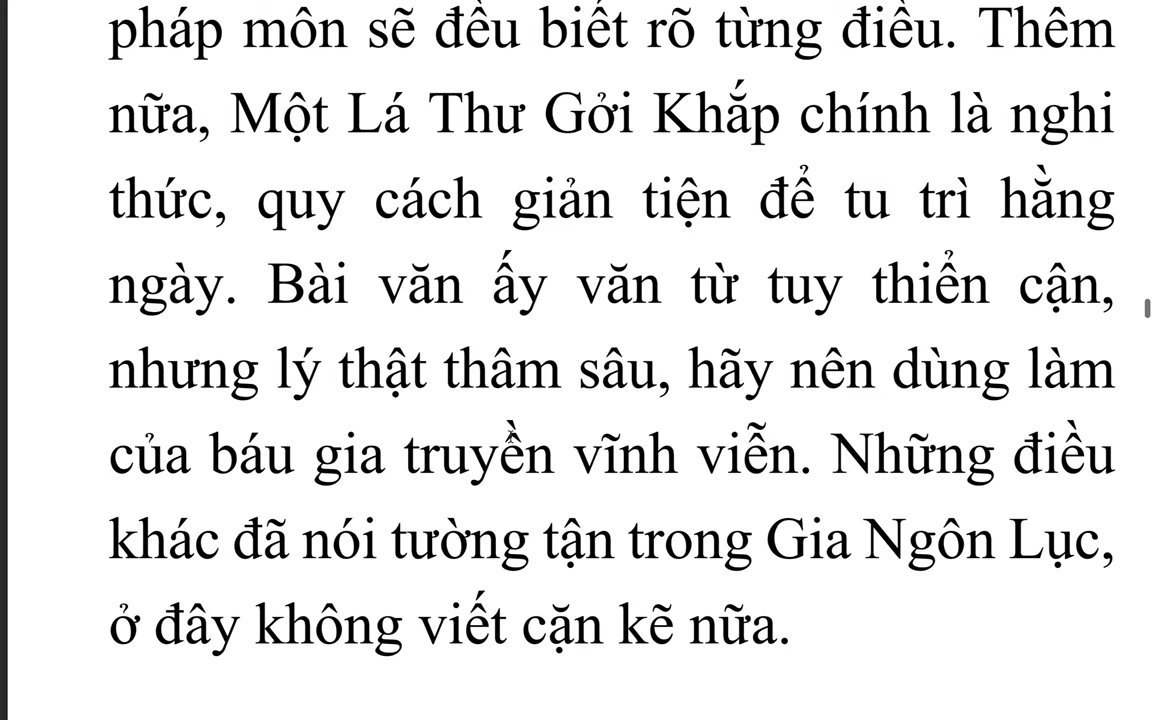 pháp môn sẽ đều biết rõ từng điều. Thêm
nữa, Một Lá Thư Gởi Khắp chính là nghi
thức, quy cách giản tiện để tu trì hằng
ngày. Bài văn ấy văn từ tuy thiển cận,
nhưng lý thật thâm sâu, hãy nên dùng làm
của báu gia truyền vĩnh viễn. Những điều
khác đã nói tường tận trong Gia Ngôn Lục,
ở đây không viết cặn kẽ nữa.